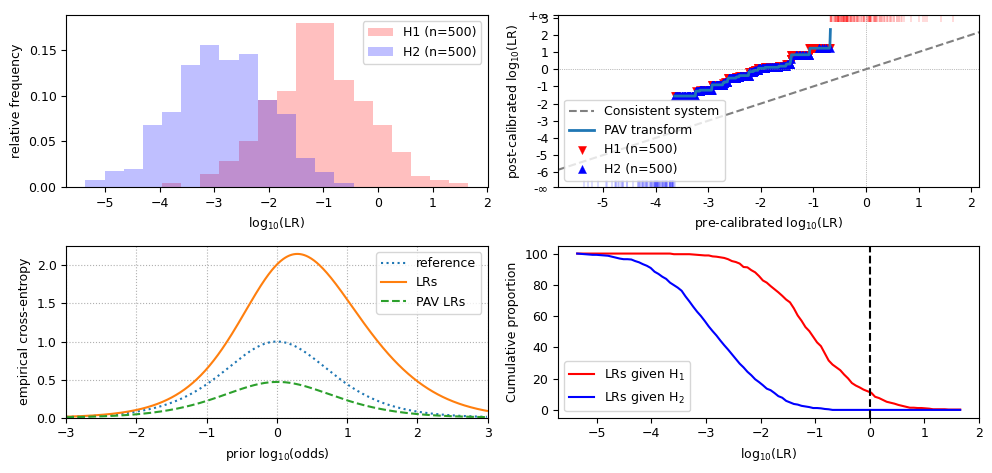 H1 (n=500)
H2 (n=500)
relative frequency
0.15
0.10
0.05
0.00
−5 −4 −3 −2 −1 0 1 2
log₁₀(LR)
post-calibrated log₁₀(LR)
3
2
1
0
-1
-2
-3
-4
-5
-6
-∞
Consistent system
PAV transform
H1 (n=500)
H2 (n=500)
-5 -4 -3 -2 -1 0 1 2
pre-calibrated log₁₀(LR)
empirical cross-entropy
2.0
1.5
1.0
0.5
0.0
reference
LRs
PAV LRs
−3 −2 −1 0 1 2 3
prior log₁₀(odds)
Cumulative proportion
100
80
60
40
20
0
LRs given H₁
LRs given H₂
−5 −4 −3 −2 −1 0 1 2
log₁₀(LR)